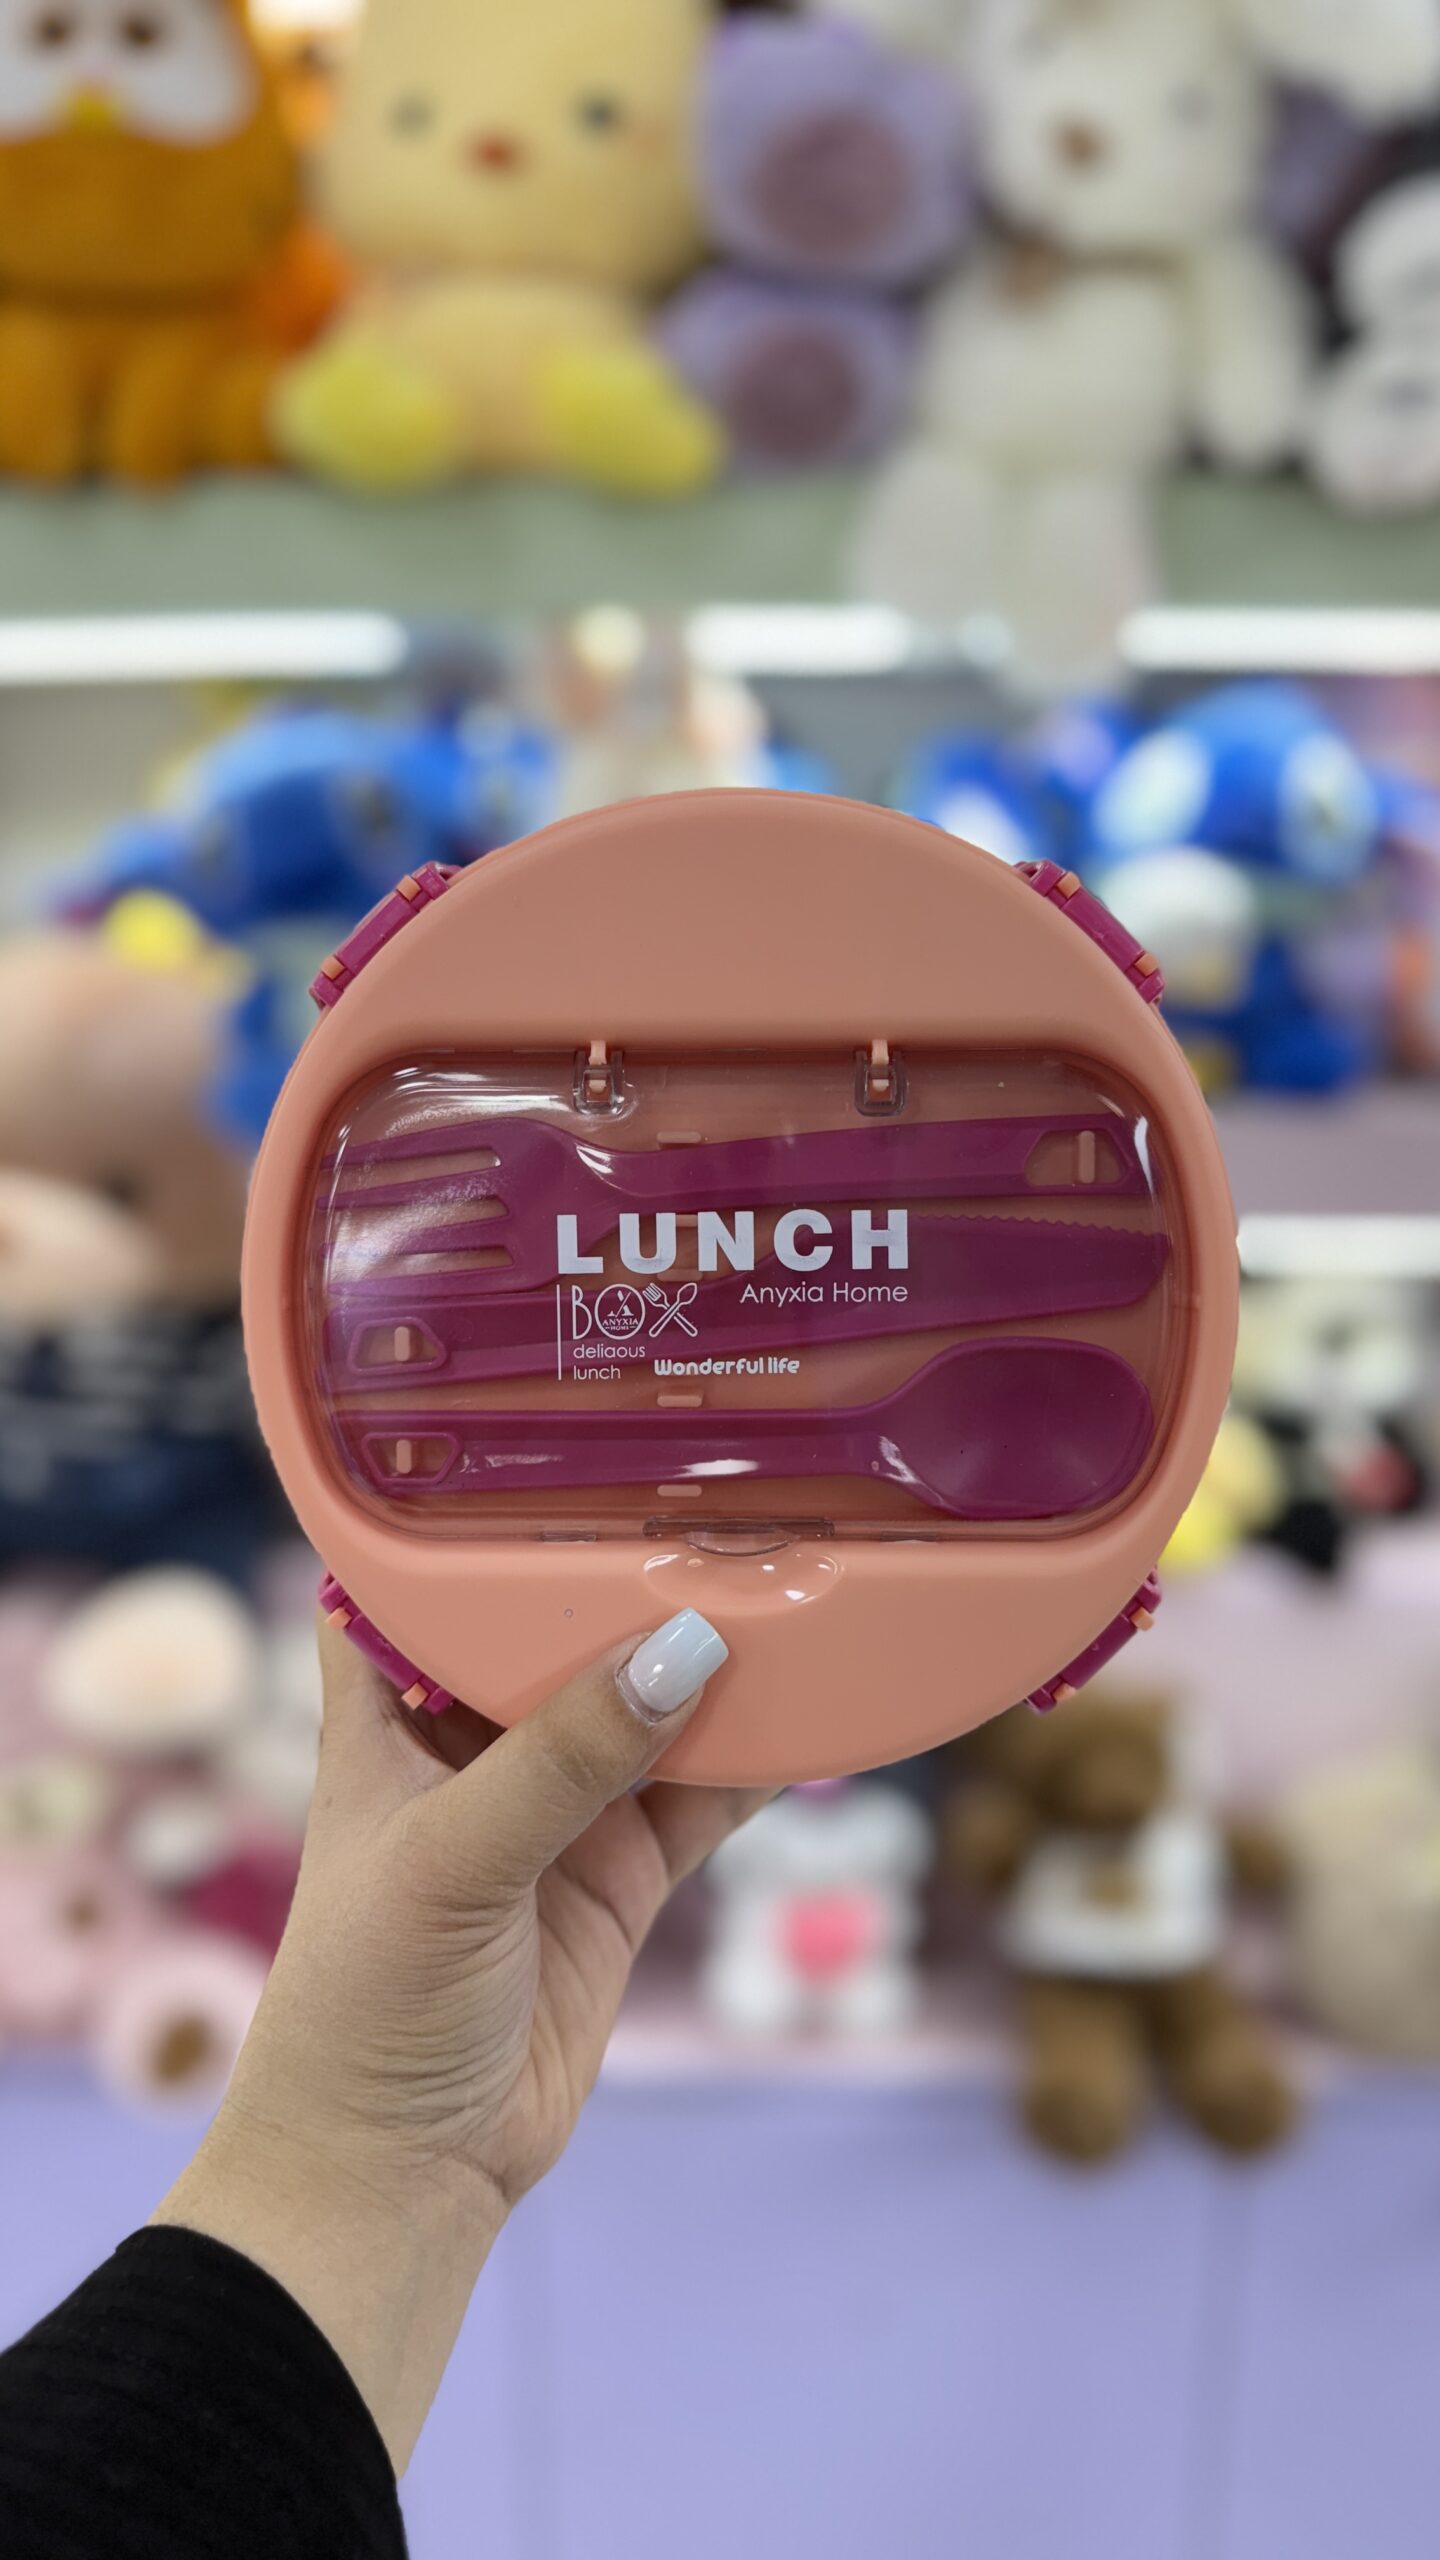 LUNCH
BOX
ANYXIA
HOME
Anyxia Home
deliaous
lunch
Wonderful life